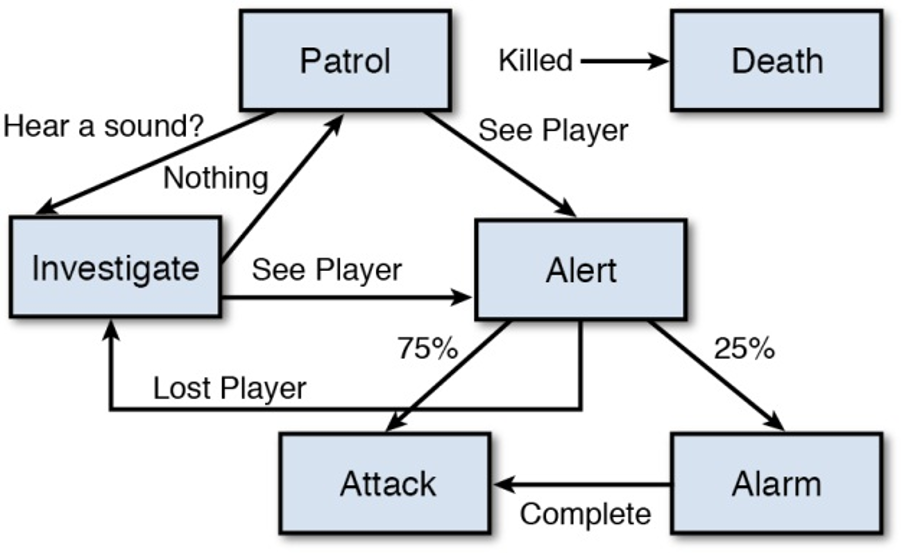 Patrol
Killed
Death
Hear a sound?
See Player
Nothing
Investigate
See Player
Alert
75%
25%
Lost Player
Attack
Alarm
Complete